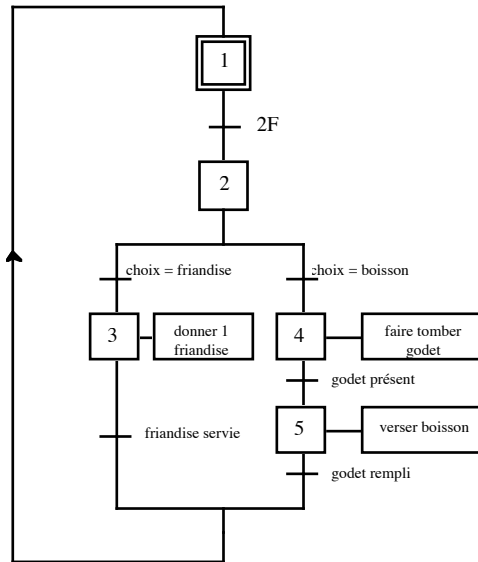 1
2F
2
choix = friandise
choix = boisson
3
donner 1
friandise
4
faire tomber
godet
godet présent
friandise servie
5
verser boisson
godet rempli